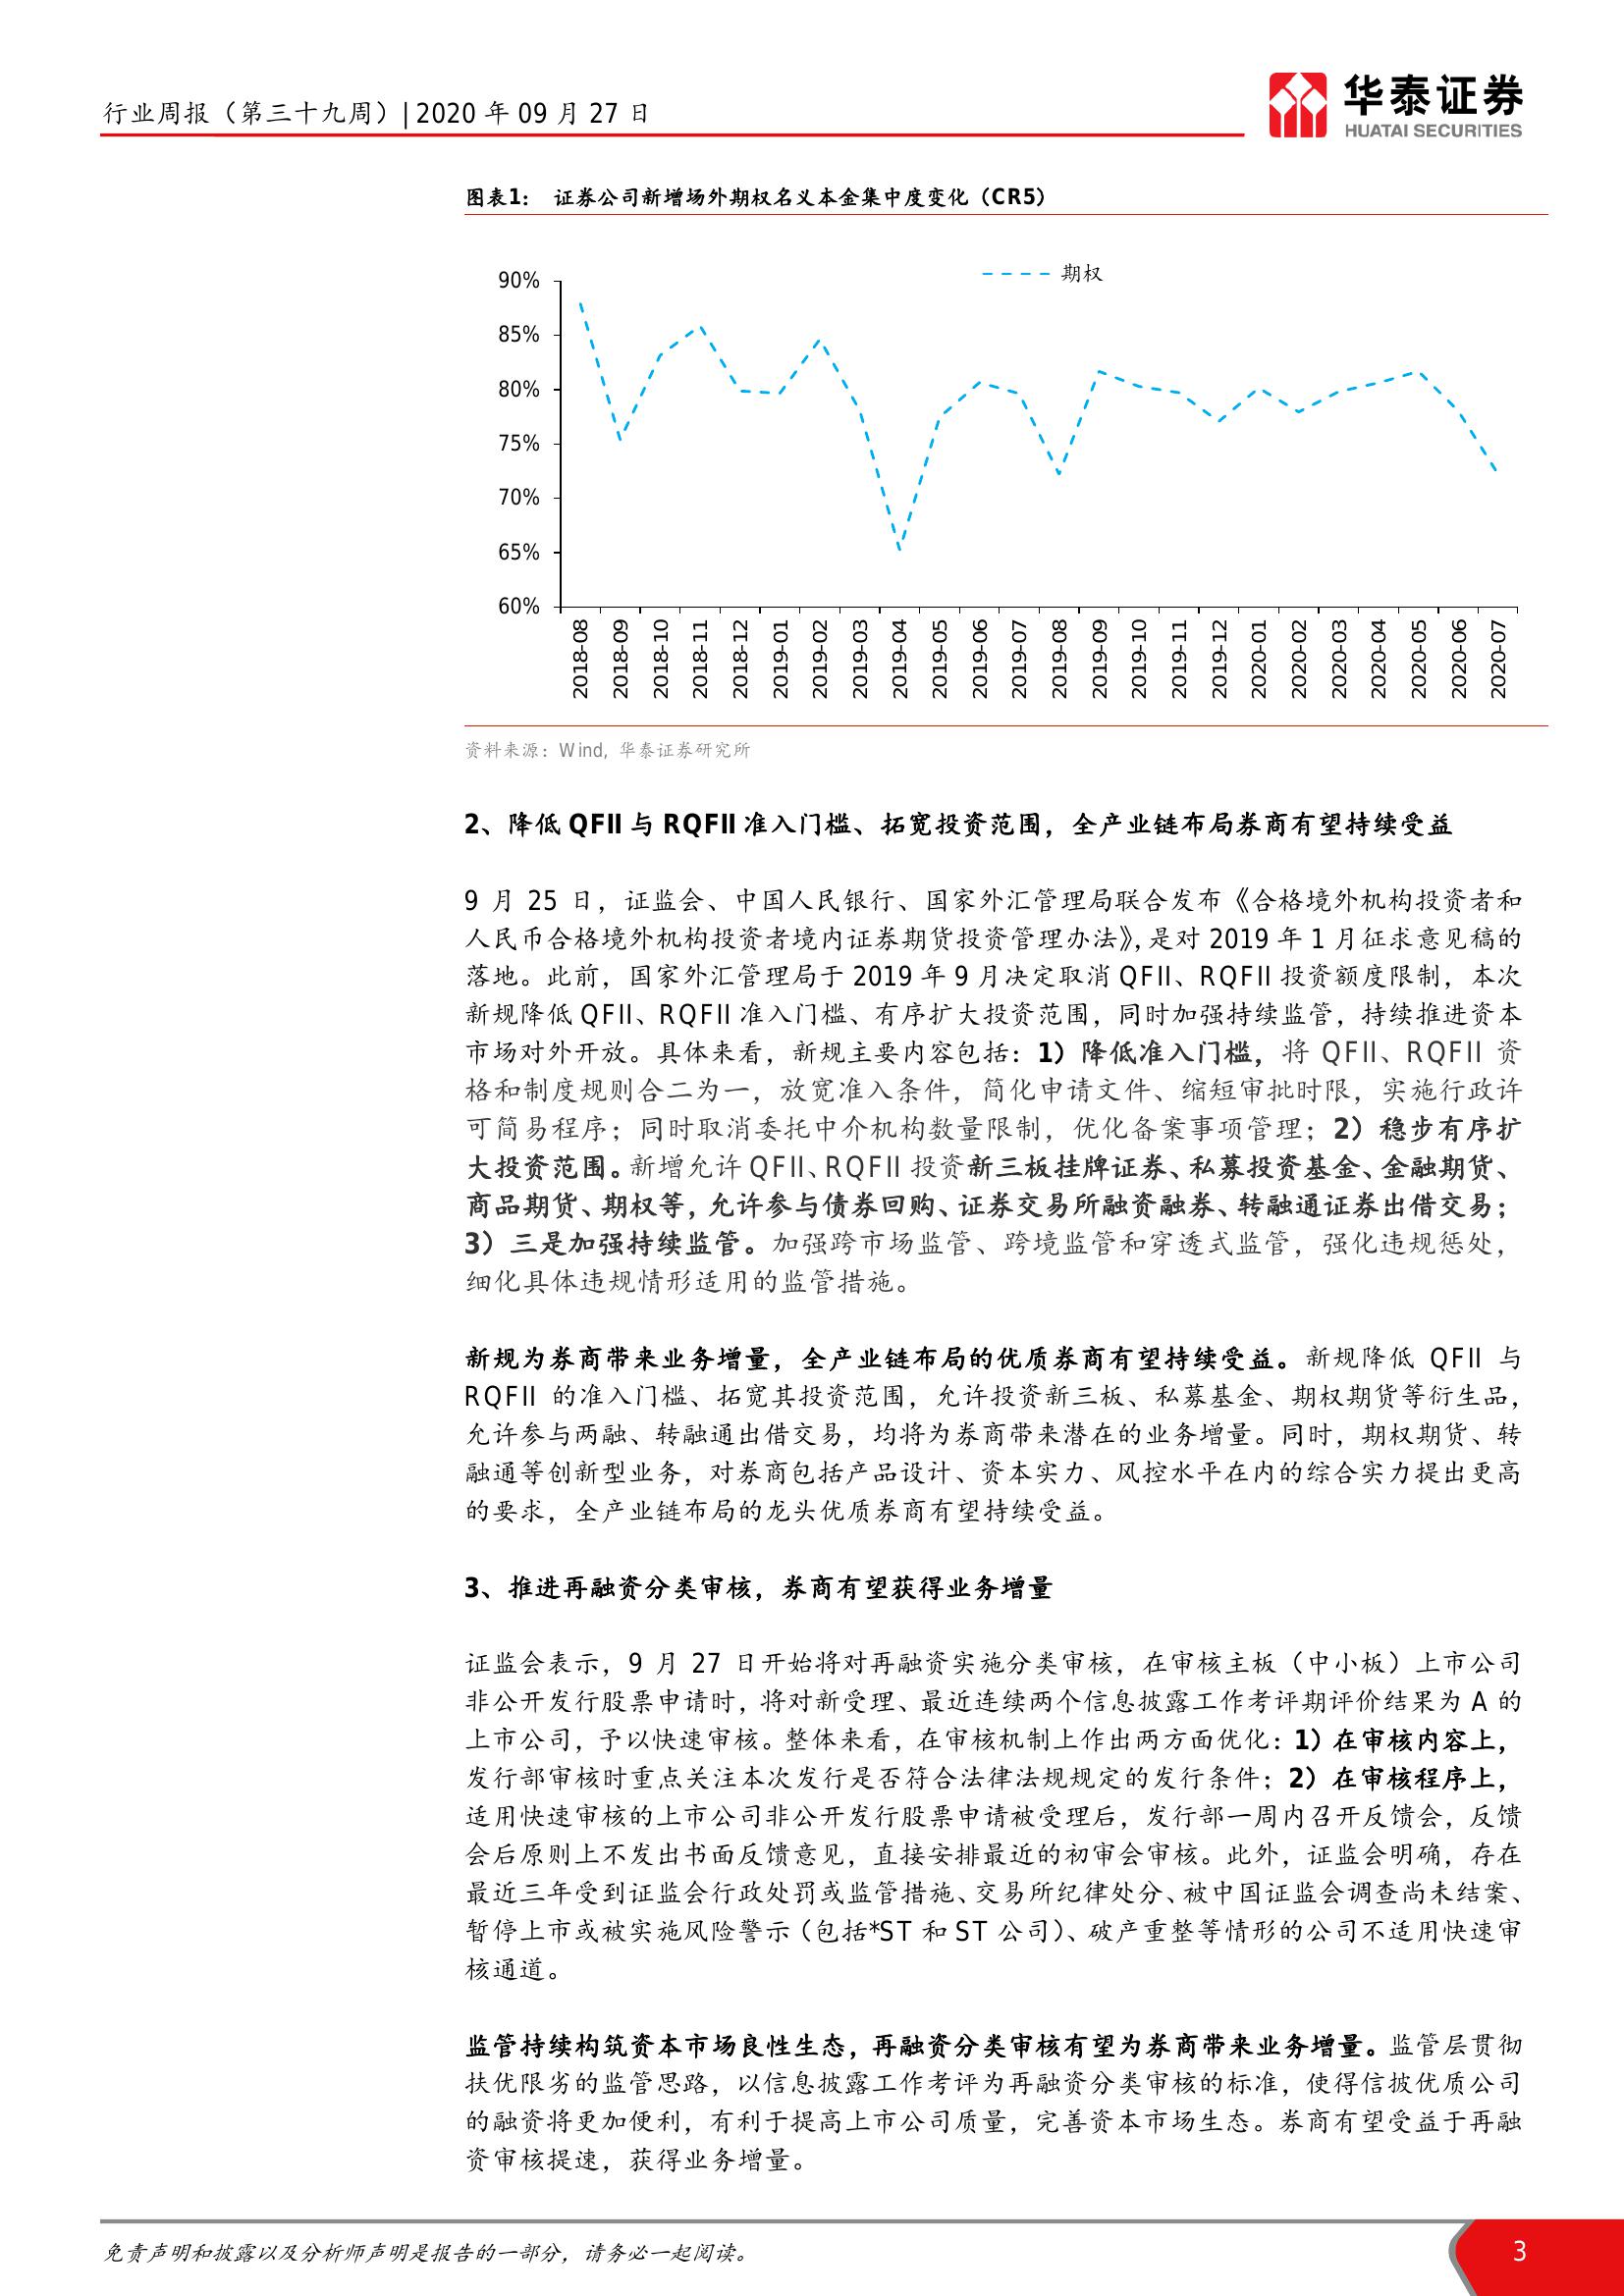 行业周报（第三十九周）| 2020 年 09 月 27 日
华泰证券
HUATAI SECURITIES
图表1： 证券公司新增场外期权名义本金集中度变化（CR5）
期权
90%
85%
80%
75%
70%
65%
60%
2018-08
2018-09
2018-10
2018-11
2018-12
2019-01
2019-02
2019-03
2019-04
2019-05
2019-06
2019-07
2019-08
2019-09
2019-10
2019-11
2019-12
2020-01
2020-02
2020-03
2020-04
2020-05
2020-06
2020-07
资料来源：Wind, 华泰证券研究所
2、降低 QFII 与 RQFII 准入门槛、拓宽投资范围，全产业链布局券商有望持续受益
9 月 25 日，证监会、中国人民银行、国家外汇管理局联合发布《合格境外机构投资者和
人民币合格境外机构投资者境内证券期货投资管理办法》，是对 2019 年 1 月征求意见稿的
落地。此前，国家外汇管理局于 2019 年 9 月决定取消 QFII、RQFII 投资额度限制，本次
新规降低 QFII、RQFII 准入门槛、有序扩大投资范围，同时加强持续监管，持续推进资本
市场对外开放。具体来看，新规主要内容包括：1）降低准入门槛，将 QFII、RQFII 资
格和制度规则合二为一，放宽准入条件，简化申请文件、缩短审批时限，实施行政许
可简易程序；同时取消委托中介机构数量限制，优化备案事项管理；2）稳步有序扩
大投资范围。新增允许 QFII、RQFII 投资新三板挂牌证券、私募投资基金、金融期货、
商品期货、期权等，允许参与债券回购、证券交易所融资融券、转融通证券出借交易；
3）三是加强持续监管。加强跨市场监管、跨境监管和穿透式监管，强化违规惩处，
细化具体违规情形适用的监管措施。
新规为券商带来业务增量，全产业链布局的优质券商有望持续受益。新规降低 QFII 与
RQFII 的准入门槛、拓宽其投资范围，允许投资新三板、私募基金、期权期货等衍生品，
允许参与两融、转融通出借交易，均将为券商带来潜在的业务增量。同时，期权期货、转
融通等创新型业务，对券商包括产品设计、资本实力、风控水平在内的综合实力提出更高
的要求，全产业链布局的龙头优质券商有望持续受益。
3、推进再融资分类审核，券商有望获得业务增量
证监会表示，9 月 27 日开始将对再融资实施分类审核，在审核主板（中小板）上市公司
非公开发行股票申请时，将对新受理、最近连续两个信息披露工作考评期评价结果为 A 的
上市公司，予以快速审核。整体来看，在审核机制上作出两方面优化：1）在审核内容上，
发行部审核时重点关注本次发行是否符合法律法规规定的发行条件；2）在审核程序上，
适用快速审核的上市公司非公开发行股票申请被受理后，发行部一周内召开反馈会，反馈
会后原则上不发出书面反馈意见，直接安排最近的初审会审核。此外，证监会明确，存在
最近三年受到证监会行政处罚或监管措施、交易所纪律处分、被中国证监会调查尚未结案、
暂停上市或被实施风险警示（包括*ST 和 ST 公司）、破产重整等情形的公司不适用快速审
核通道。
监管持续构筑资本市场良性生态，再融资分类审核有望为券商带来业务增量。监管层贯彻
扶优限劣的监管思路，以信息披露工作考评为再融资分类审核的标准，使得信披优质公司
的融资将更加便利，有利于提高上市公司质量，完善资本市场生态。券商有望受益于再融
资审核提速，获得业务增量。
免责声明和披露以及分析师声明是报告的一部分，请务必一起阅读。
3